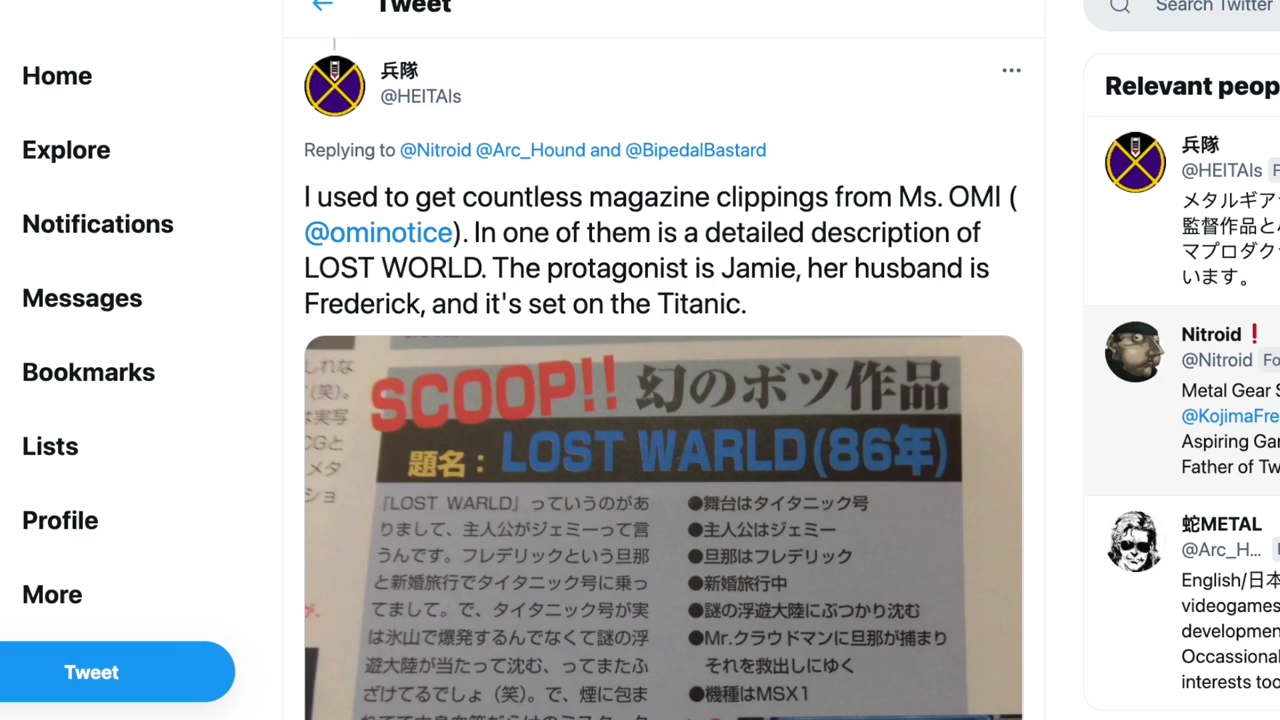 Tweet
Search Twitter
Home
Explore
Notifications
Messages
Bookmarks
Lists
Profile
More
Tweet
兵隊
@HEITAIs
Replying to @Nitroid @Arc_Hound and @BipedalBastard
I used to get countless magazine clippings from Ms. OMI (
@ominotice). In one of them is a detailed description of
LOST WORLD. The protagonist is Jamie, her husband is
Frederick, and it's set on the Titanic.
しれな
(笑)。
実写
CGと
メタ
ショ
SCOOP!! 幻のボツ作品
題名：LOST WARLD(86年)
『LOST WARLD』っていうのがあ
りまして、主人公がジェミーって言
うんです。フレデリックという旦那
と新婚旅行でタイタニック号に乗っ
てまして。で、タイタニック号が実
は氷山で爆発するんでなくて謎の浮
遊大陸が当たって沈む、ってまたふ
ざけてるでしょ（笑）。で、煙に包ま
●舞台はタイタニック号
●主人公はジェミー
●旦那はフレデリック
●新婚旅行中
●謎の浮遊大陸にぶつかり沈む
●Mr.クラウドマンに旦那が捕まり
それを救出しにゆく
●機種はMSX1
Relevant peop
兵隊
@HEITAIs F
メタルギア
監督作品と
マプロダク
います。
Nitroid❗
@Nitroid Fo
Metal Gear S
@KojimaFre
Aspiring Gar
Father of Tw
蛇METAL
@Arc_H...
English/日本
videogames
developmen
Occassional
interests too